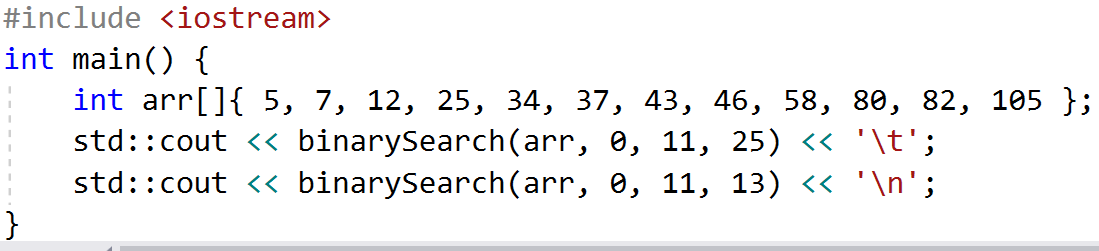 #include <iostream>
int main() {
    int arr[]{ 5, 7, 12, 25, 34, 37, 43, 46, 58, 80, 82, 105 };
    std::cout << binarySearch(arr, 0, 11, 25) << '\t';
    std::cout << binarySearch(arr, 0, 11, 13) << '\n';
}